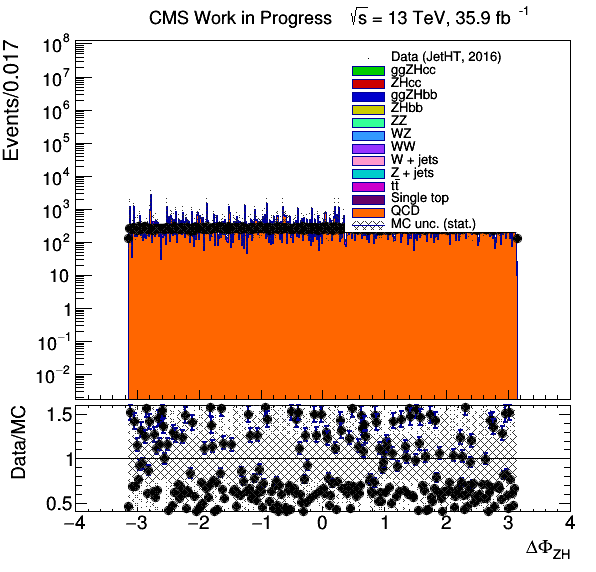 CMS Work in Progress √s = 13 TeV, 35.9 fb⁻¹
Events/0.017
10⁸
10⁷
10⁶
10⁵
10⁴
10³
10²
10
1
10⁻¹
10⁻²
Data (JetHT, 2016)
ggZHcc
ZHcc
ggZHbb
ZHbb
ZZ
WZ
WW
W + jets
Z + jets
tt̄
Single top
QCD
MC unc. (stat.)
Data/MC
1.5
1
0.5
−4 −3 −2 −1 0 1 2 3 4
ΔΦ_ZH